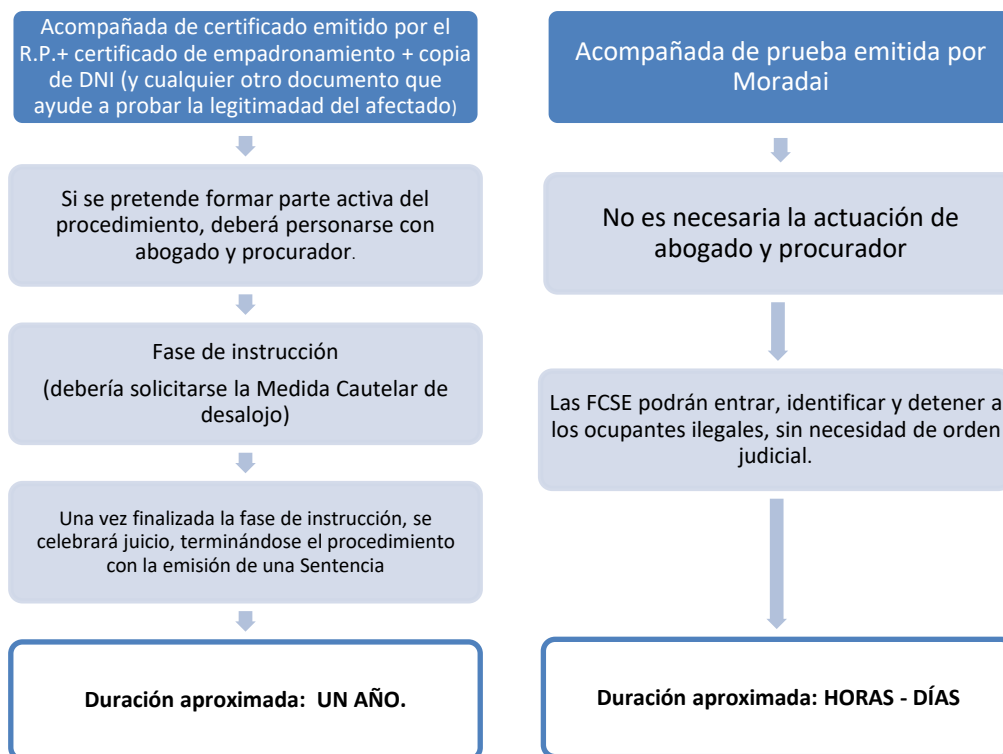 Acompañada de certificado emitido por el
R.P.+ certificado de empadronamiento + copia
de DNI (y cualquier otro documento que
ayude a probar la legitimadad del afectado)
Si se pretende formar parte activa del
procedimiento, deberá personarse con
abogado y procurador.
Fase de instrucción
(debería solicitarse la Medida Cautelar de
desalojo)
Una vez finalizada la fase de instrucción, se
celebrará juicio, terminándose el procedimiento
con la emisión de una Sentencia
Duración aproximada: UN AÑO.
Acompañada de prueba emitida por
Moradai
No es necesaria la actuación de
abogado y procurador
Las FCSE podrán entrar, identificar y detener a
los ocupantes ilegales, sin necesidad de orden
judicial.
Duración aproximada: HORAS - DÍAS